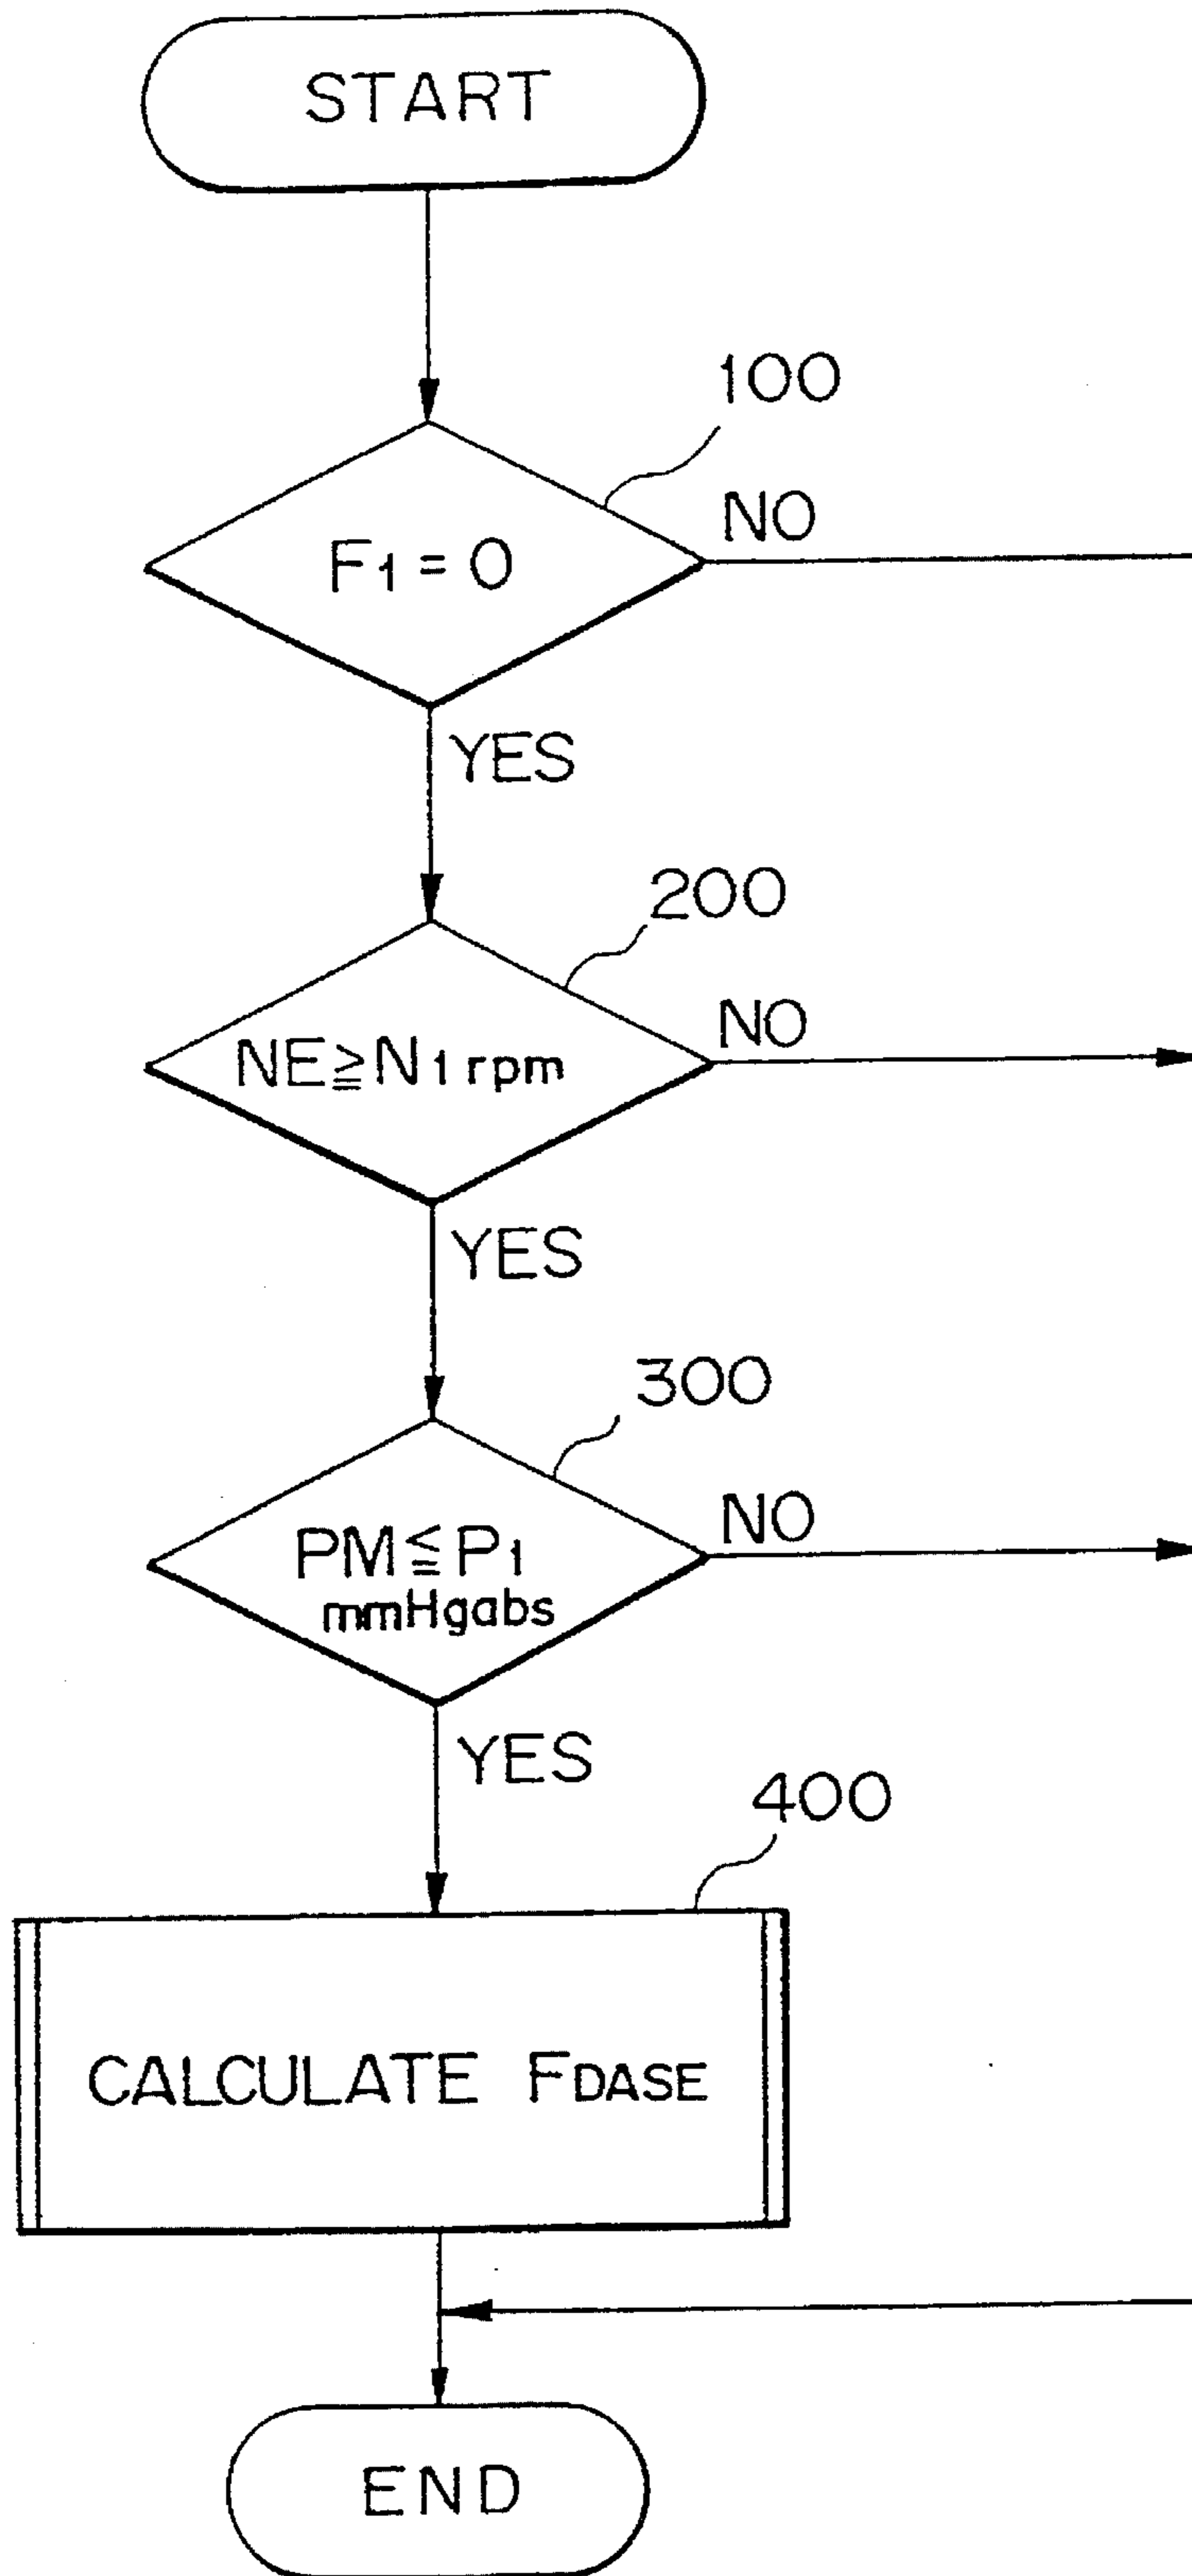 START
100
F1 = 0
NO
YES
200
NE ≧ N1 rpm
NO
YES
300
PM ≦ P1
mmHgabs
NO
YES
400
CALCULATE FDASE
END